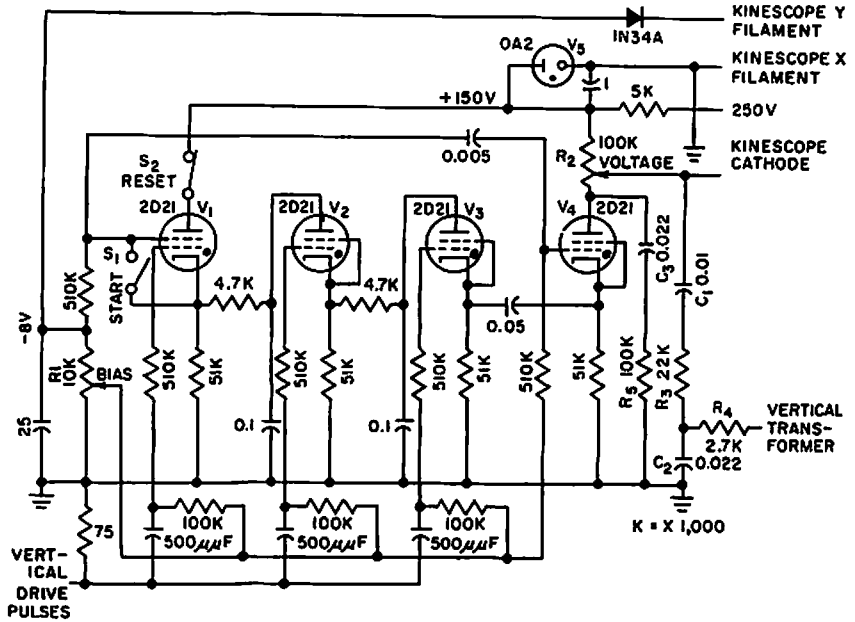 KINESCOPE Y
FILAMENT
1N34A
OA2
V5
KINESCOPE X
FILAMENT
1
+150V
5K
250V
0.005
S2
RESET
R2
100K
VOLTAGE
KINESCOPE
CATHODE
2D21
V1
2D21
V2
2D21
V3
V4
2D21
S1
START
510K
4.7K
4.7K
0.05
C3 0.022
C1 0.01
-8V
R1
10K
BIAS
510K
51K
510K
51K
510K
51K
510K
51K
100K
R5
22K
R3
25
0.1
0.1
R4
2.7K
VERTICAL
TRANS-
FORMER
C2
0.022
75
100K
500µµF
100K
500µµF
100K
500µµF
K = X 1,000
VERT-
ICAL
DRIVE
PULSES